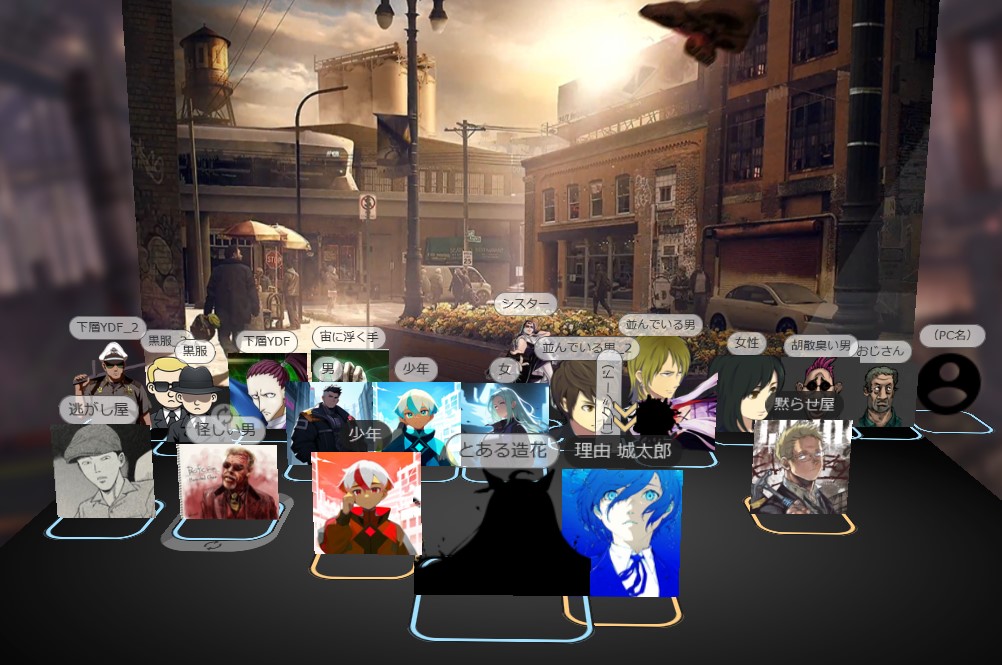 シスター
下層YDF_2
黒服_
黒服
下層YDF
宙に浮く手
並んでいる男
並んでいる男_2
女性
胡散臭い男
おじさん
(PC名)
男
少年
女
逃がし屋
怪しい男
少年
とある造花
理由 城太郎
黙らせ屋
STOP
25